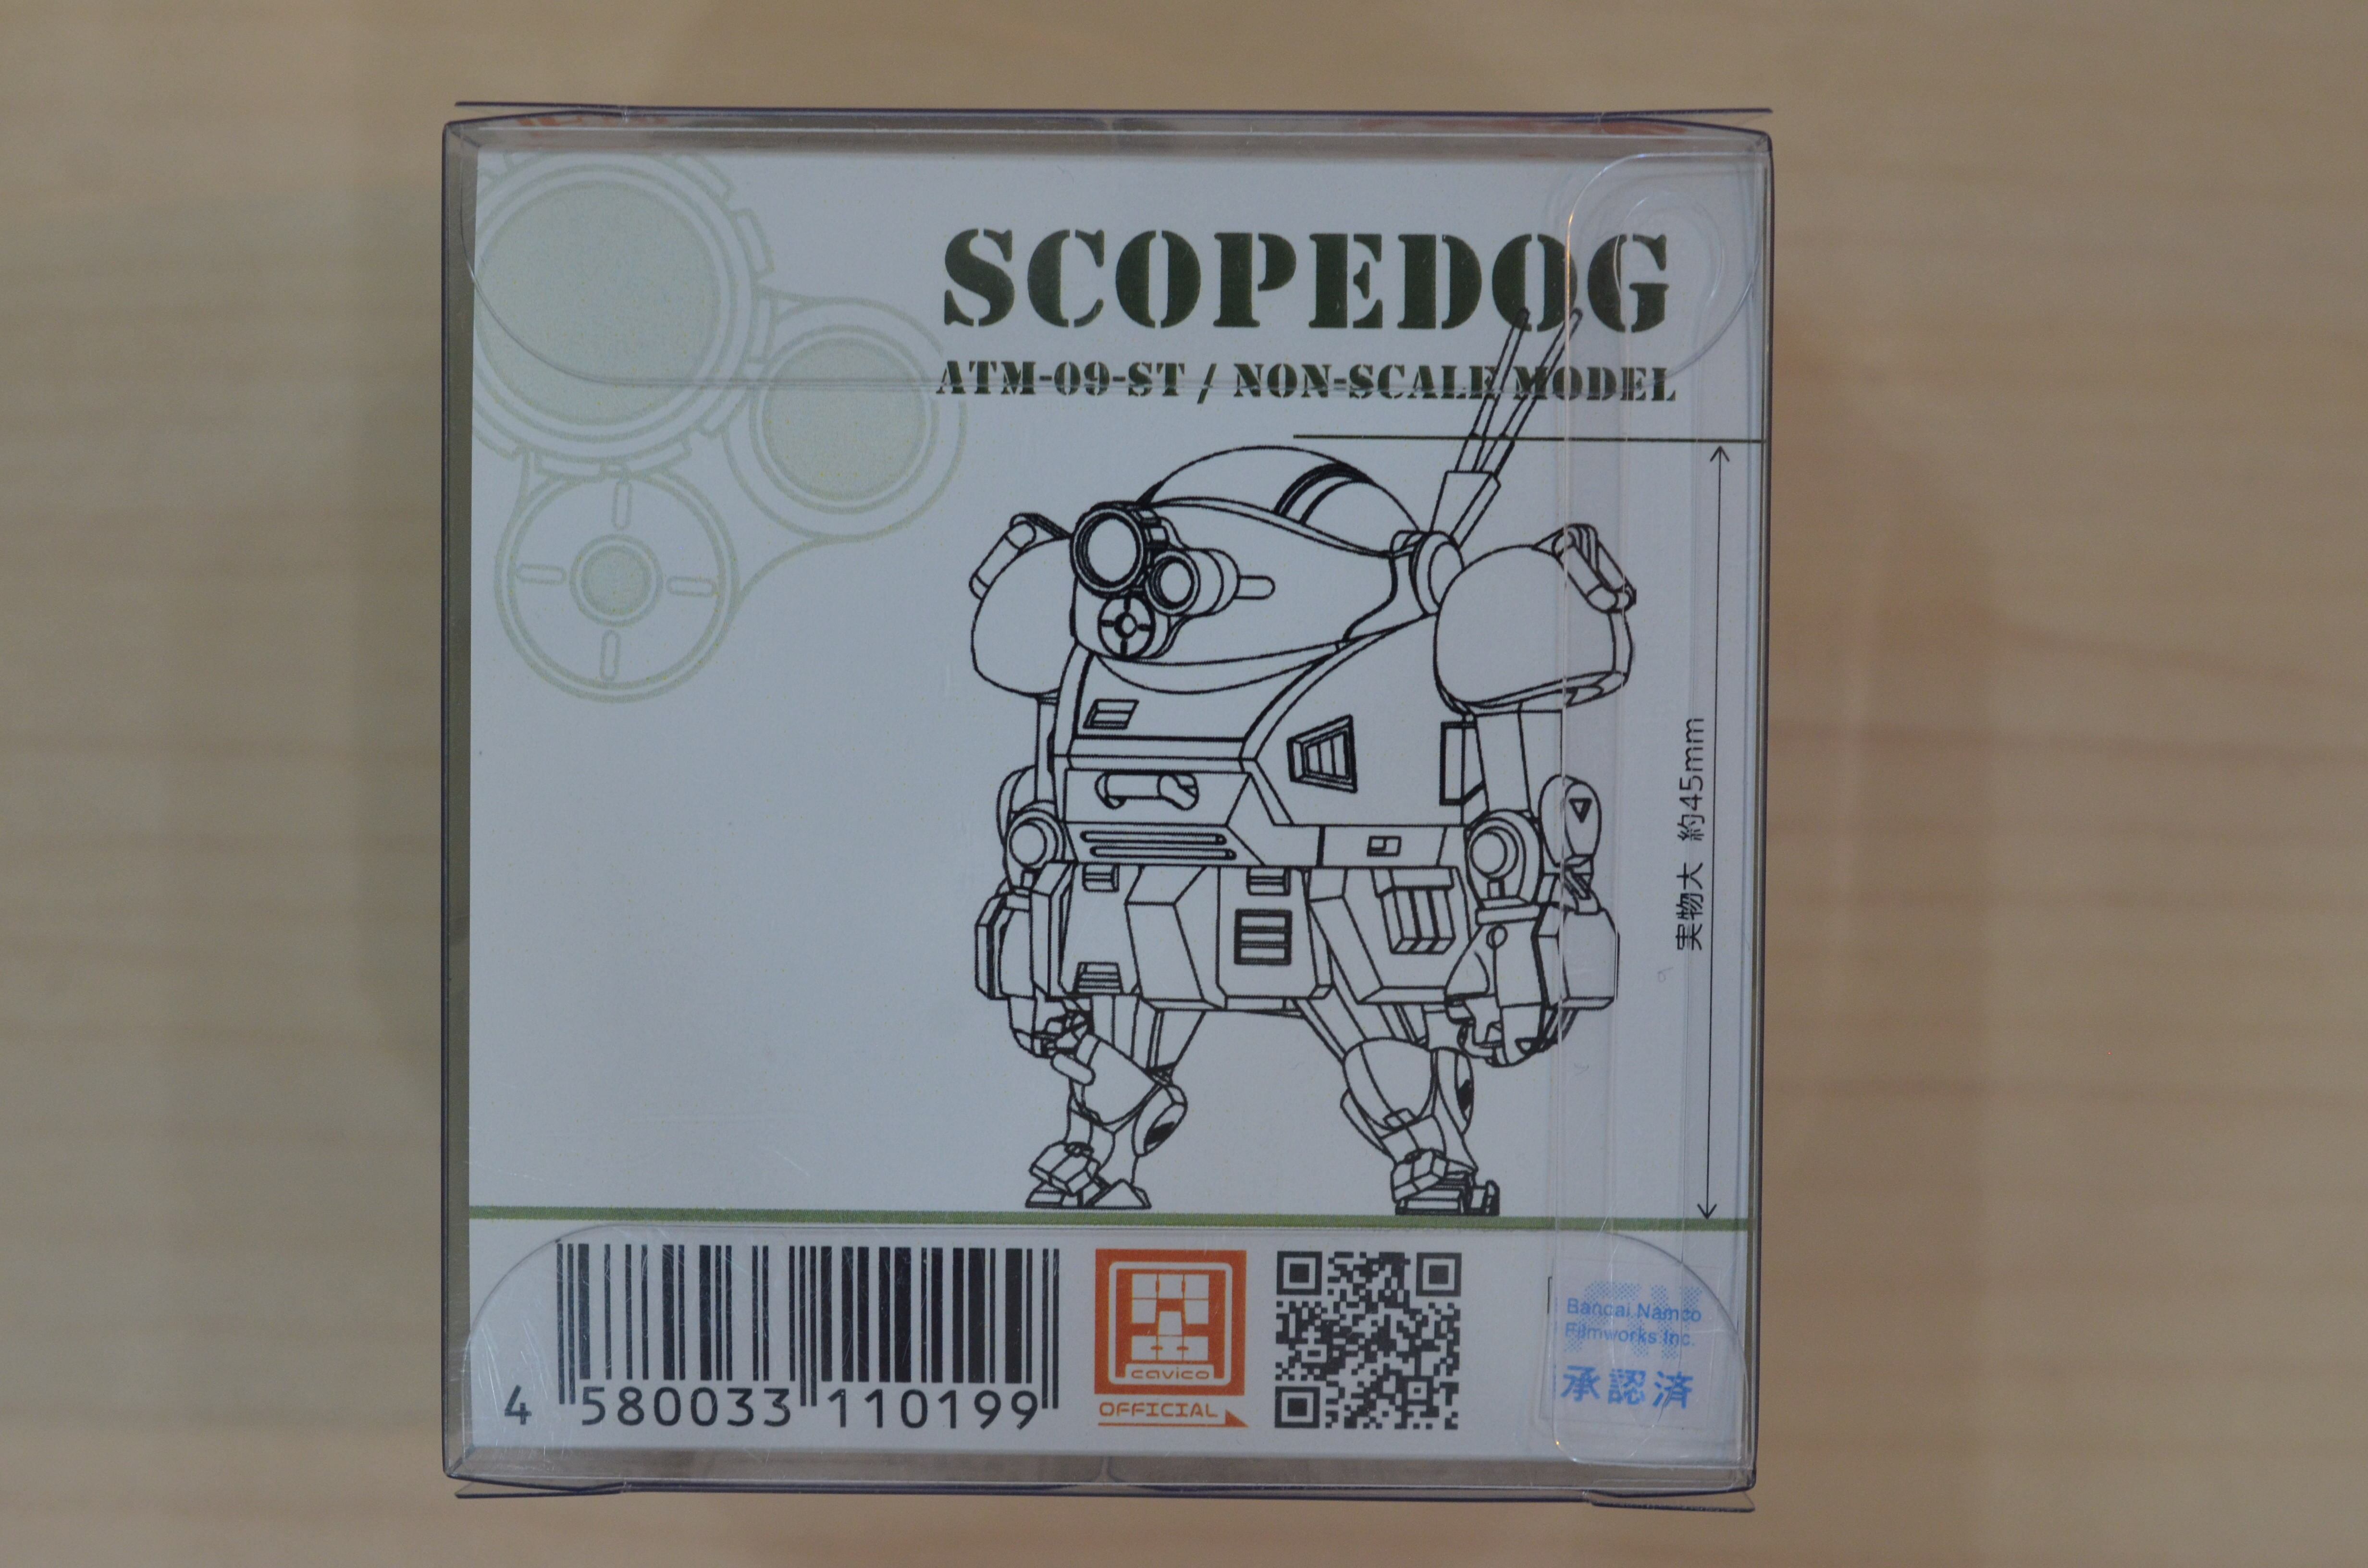 SCOPEDOG
ATM-09-ST / NON-SCALE MODEL
実物大 約45mm
4 580033 110199
cavico
OFFICIAL
Bandai Namco
Filmworks Inc.
承認済